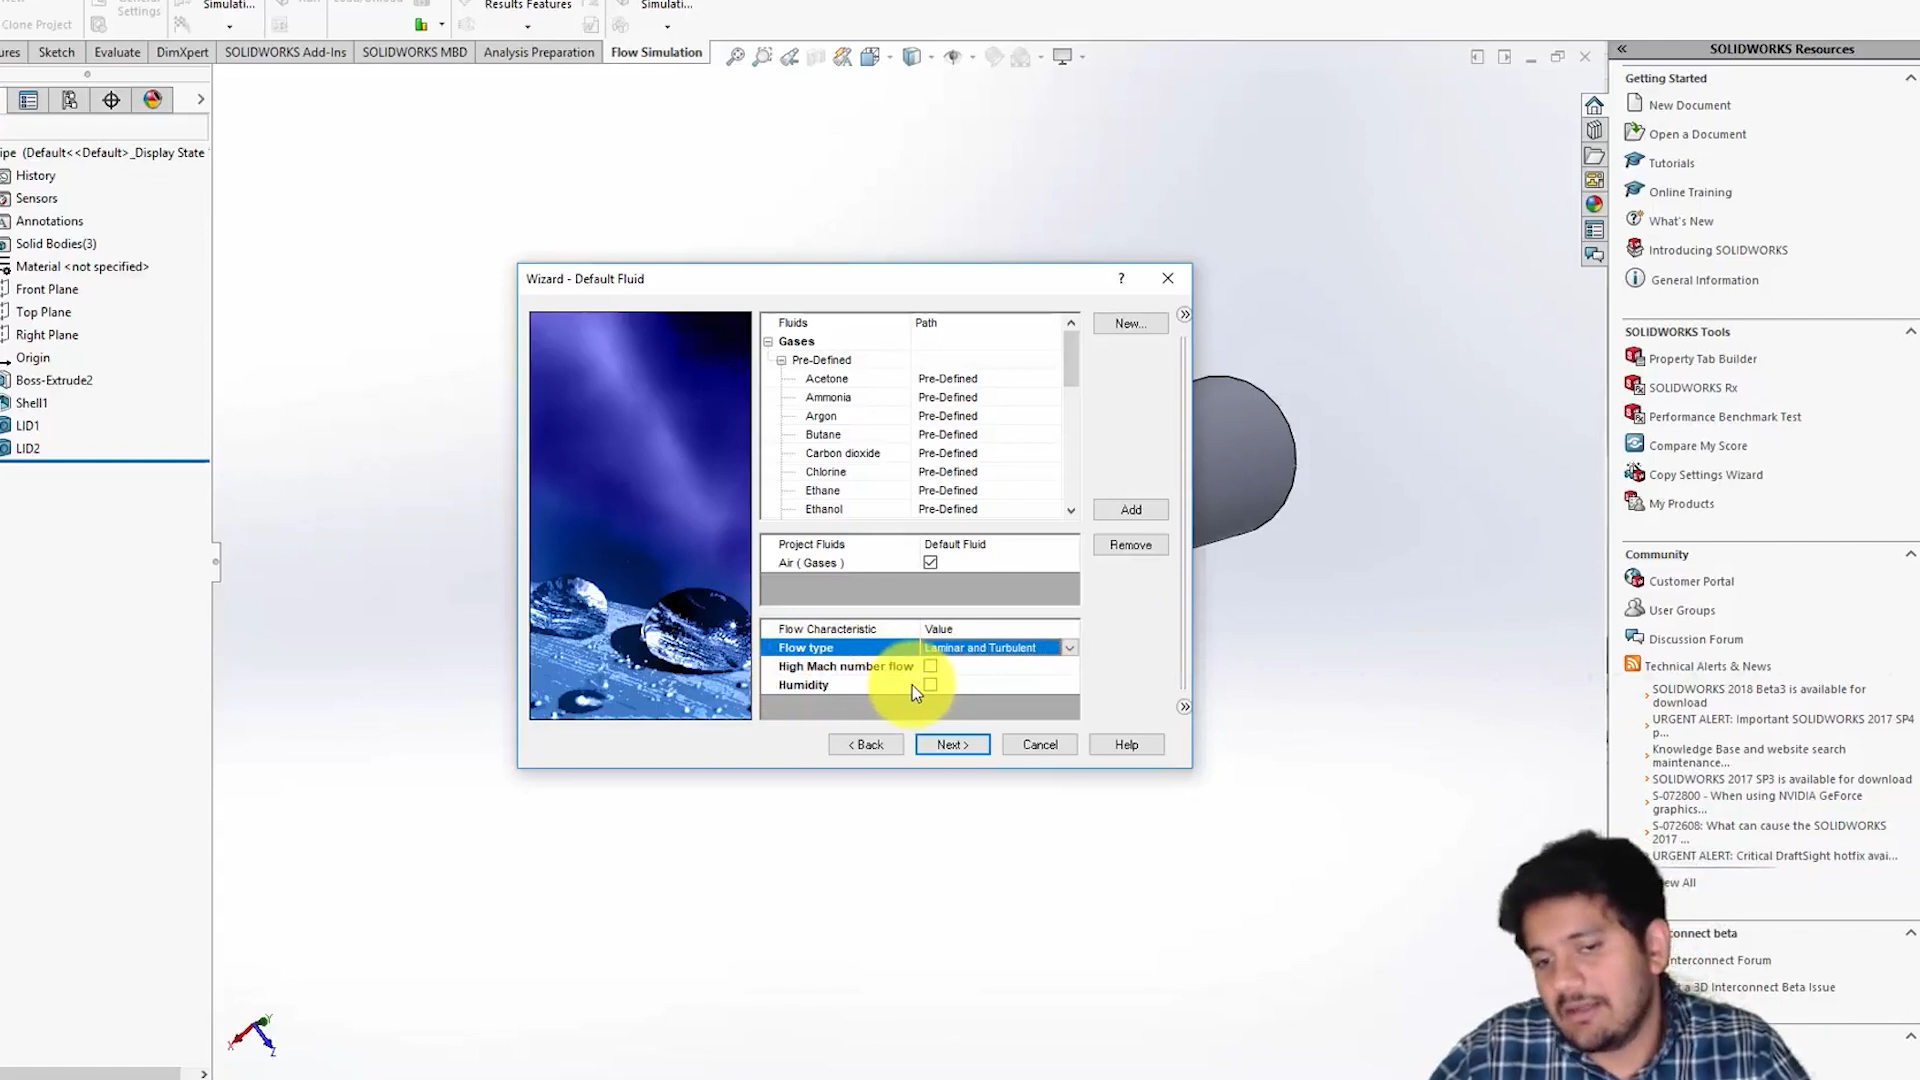 Clone Project
General
Settings
Simulati...
Run
Load/Unload
Results Features
Simulati...
ures
Sketch
Evaluate
DimXpert
SOLIDWORKS Add-Ins
SOLIDWORKS MBD
Analysis Preparation
Flow Simulation
ipe (Default<<Default>_Display State
History
Sensors
Annotations
Solid Bodies(3)
Material <not specified>
Front Plane
Top Plane
Right Plane
Origin
Boss-Extrude2
Shell1
LID1
LID2
Wizard - Default Fluid
?
Fluids Path
Gases
Pre-Defined
Acetone Pre-Defined
Ammonia Pre-Defined
Argon Pre-Defined
Butane Pre-Defined
Carbon dioxide Pre-Defined
Chlorine Pre-Defined
Ethane Pre-Defined
Ethanol Pre-Defined
New...
Add
Project Fluids Default Fluid
Air ( Gases )
Remove
Flow Characteristic Value
Flow type Laminar and Turbulent
High Mach number flow
Humidity
< Back
Next >
Cancel
Help
X
Y
Z
SOLIDWORKS Resources
Getting Started
New Document
Open a Document
Tutorials
Online Training
What's New
Introducing SOLIDWORKS
General Information
SOLIDWORKS Tools
Property Tab Builder
SOLIDWORKS Rx
Performance Benchmark Test
Compare My Score
Copy Settings Wizard
My Products
Community
Customer Portal
User Groups
Discussion Forum
Technical Alerts & News
SOLIDWORKS 2018 Beta3 is available for
download
URGENT ALERT: Important SOLIDWORKS 2017 SP4
p...
Knowledge Base and website search
maintenance...
SOLIDWORKS 2017 SP3 is available for download
S-072800 - When using NVIDIA GeForce
graphics...
S-072608: What can cause the SOLIDWORKS
2017 ...
URGENT ALERT: Critical DraftSight hotfix avai...
ew All
connect beta
Interconnect Forum
t a 3D Interconnect Beta Issue